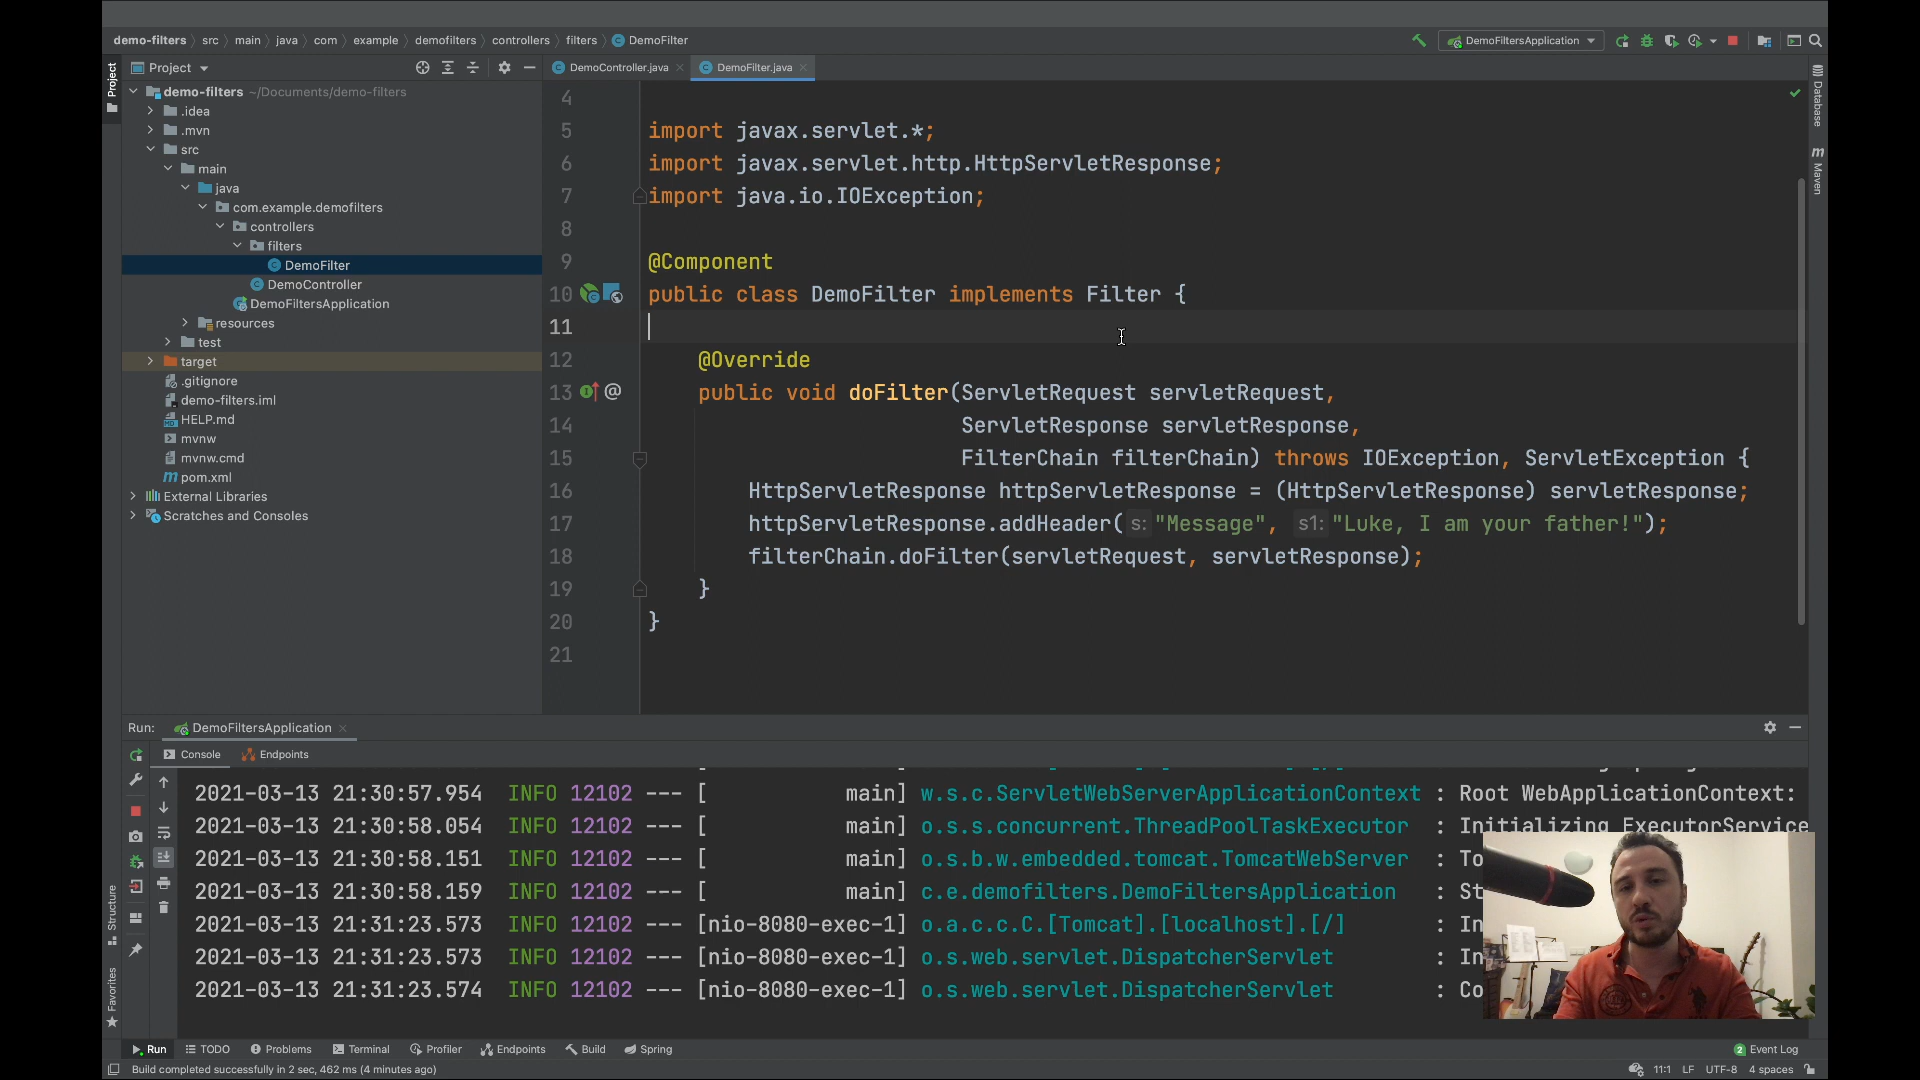 demo-filters src main java com example demofilters controllers filters DemoFilter
DemoFiltersApplication
Project
DemoController.java
DemoFilter.java
demo-filters ~/Documents/demo-filters
.idea
.mvn
src
main
java
com.example.demofilters
controllers
filters
DemoFilter
DemoController
DemoFiltersApplication
resources
test
target
.gitignore
demo-filters.iml
HELP.md
mvnw
mvnw.cmd
pom.xml
External Libraries
Scratches and Consoles
Project
Structure
Favorites
Database
Maven
4
5 import javax.servlet.*;
6 import javax.servlet.http.HttpServletResponse;
7 import java.io.IOException;
8
9 @Component
10 public class DemoFilter implements Filter {
11
12 @Override
13 public void doFilter(ServletRequest servletRequest,
14 ServletResponse servletResponse,
15 FilterChain filterChain) throws IOException, ServletException {
16 HttpServletResponse httpServletResponse = (HttpServletResponse) servletResponse;
17 httpServletResponse.addHeader( s: "Message", s1: "Luke, I am your father!");
18 filterChain.doFilter(servletRequest, servletResponse);
19 }
20 }
21
Run: DemoFiltersApplication
Console Endpoints
2021-03-13 21:30:57.954 INFO 12102 --- [ main] w.s.c.ServletWebServerApplicationContext : Root WebApplicationContext:
2021-03-13 21:30:58.054 INFO 12102 --- [ main] o.s.s.concurrent.ThreadPoolTaskExecutor : Initializing ExecutorService
2021-03-13 21:30:58.151 INFO 12102 --- [ main] o.s.b.w.embedded.tomcat.TomcatWebServer : To
2021-03-13 21:30:58.159 INFO 12102 --- [ main] c.e.demofilters.DemoFiltersApplication : St
2021-03-13 21:31:23.573 INFO 12102 --- [nio-8080-exec-1] o.a.c.c.C.[Tomcat].[localhost].[/] : In
2021-03-13 21:31:23.573 INFO 12102 --- [nio-8080-exec-1] o.s.web.servlet.DispatcherServlet : In
2021-03-13 21:31:23.574 INFO 12102 --- [nio-8080-exec-1] o.s.web.servlet.DispatcherServlet : Co
Run TODO Problems Terminal Profiler Endpoints Build Spring
2 Event Log
Build completed successfully in 2 sec, 462 ms (4 minutes ago)
11:1 LF UTF-8 4 spaces